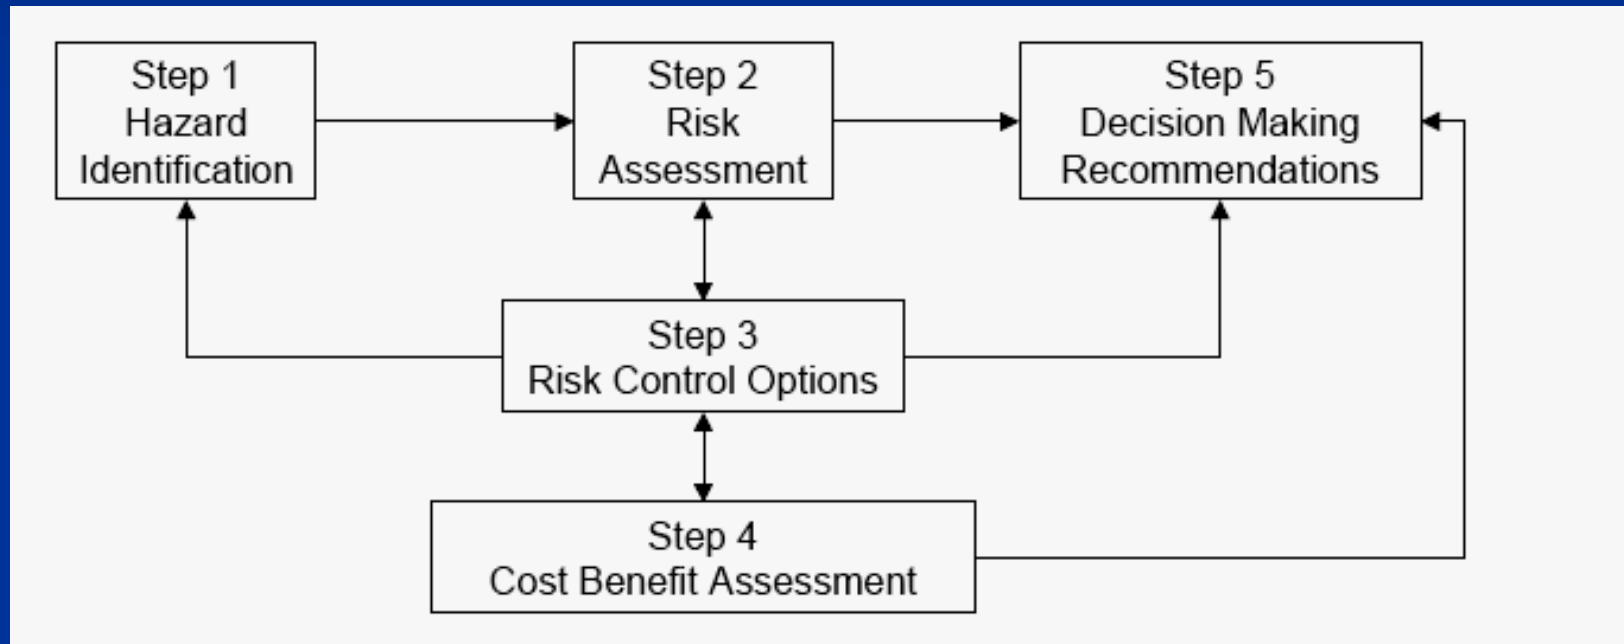 Step 1
Hazard
Identification
Step 2
Risk
Assessment
Step 5
Decision Making
Recommendations
Step 3
Risk Control Options
Step 4
Cost Benefit Assessment